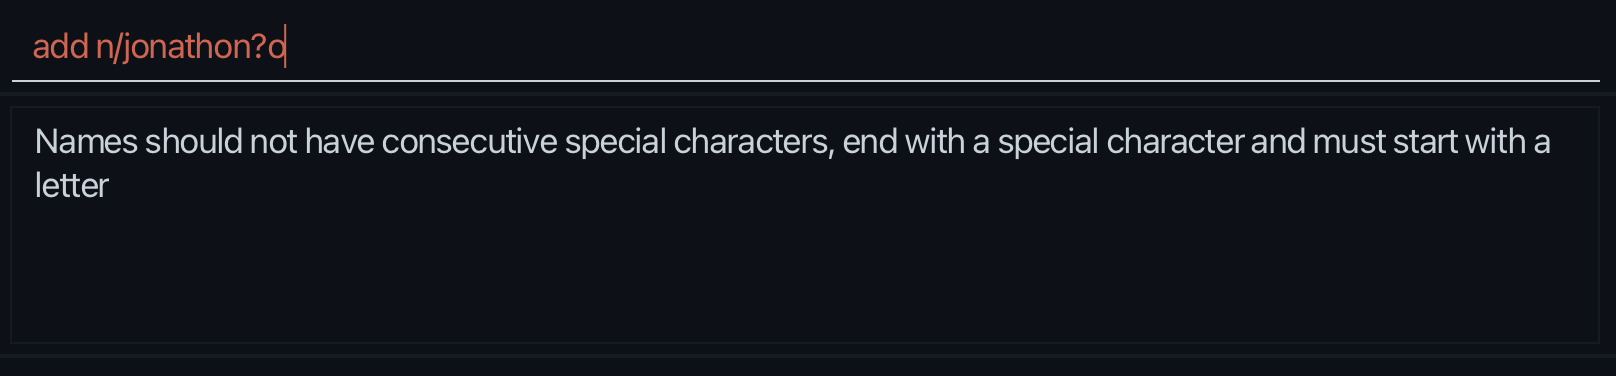 add n/jonathon?o
Names should not have consecutive special characters, end with a special character and must start with a
letter